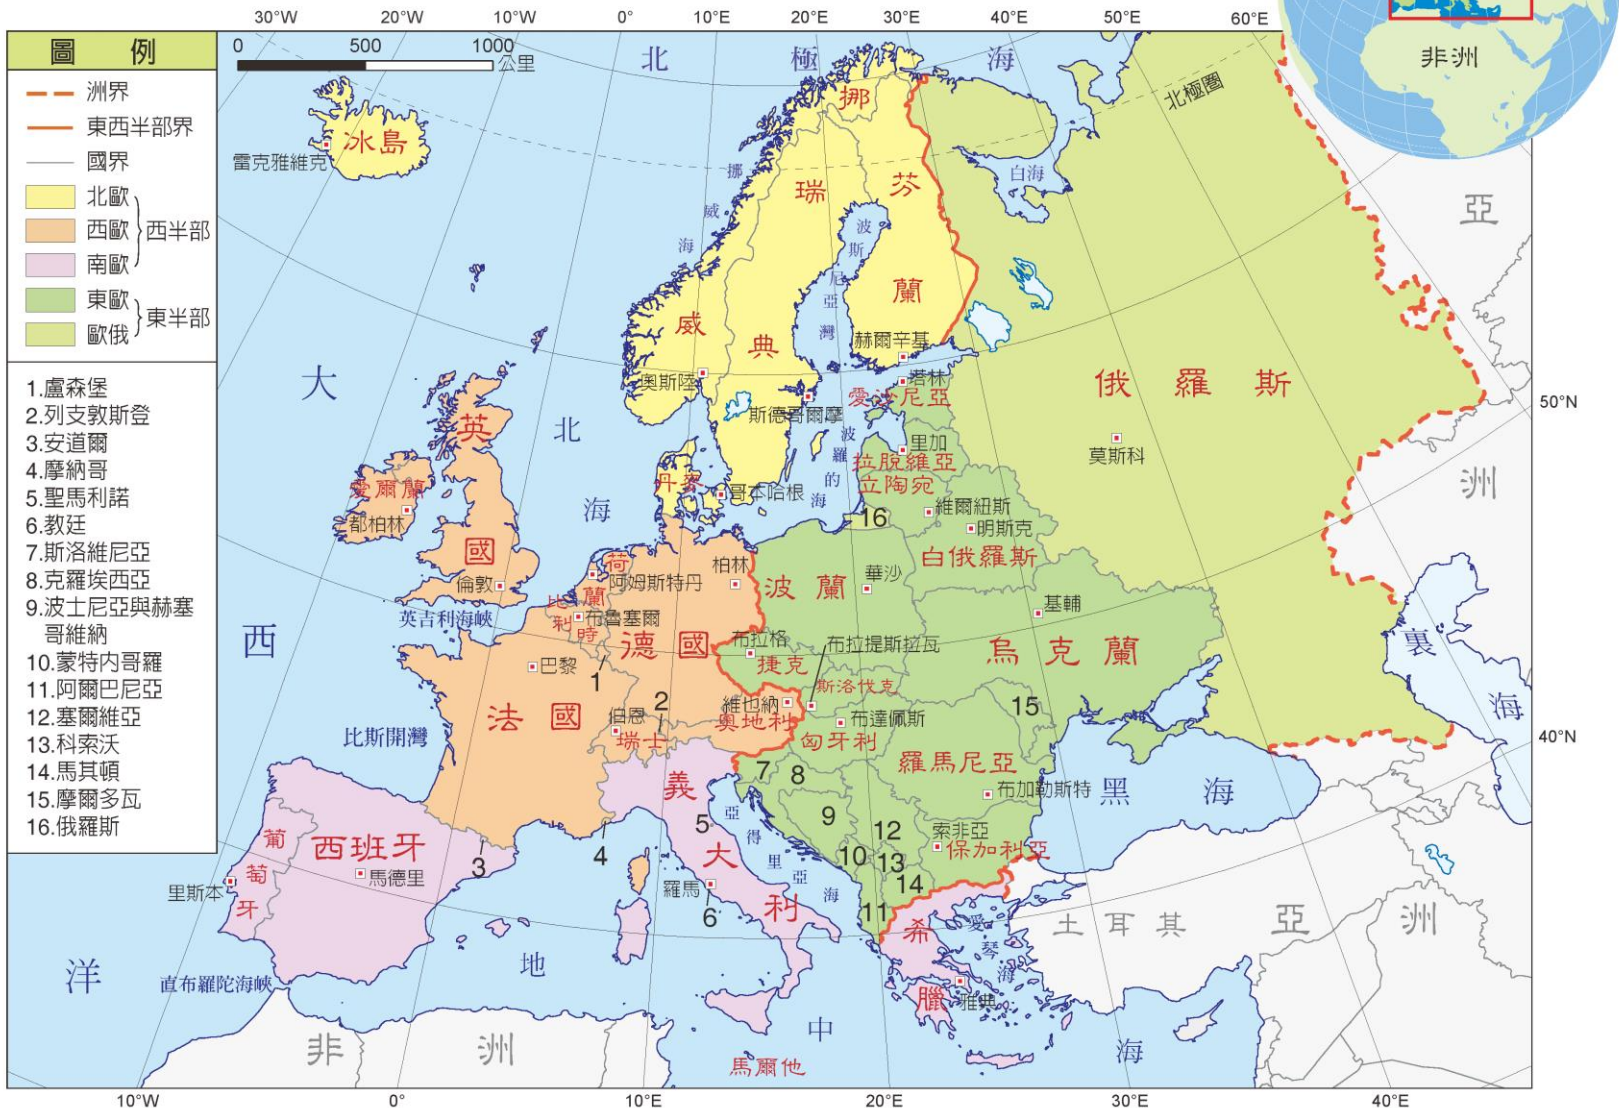 30°W 20°W 10°W 0° 10°E 20°E 30°E 40°E 50°E 60°E
非洲
圖 例
洲界
東西半部界
國界
北歐
西歐
南歐
西半部
東歐
歐俄
東半部
1.盧森堡
2.列支敦斯登
3.安道爾
4.摩納哥
5.聖馬利諾
6.教廷
7.斯洛維尼亞
8.克羅埃西亞
9.波士尼亞與赫塞
哥維納
10.蒙特內哥羅
11.阿爾巴尼亞
12.塞爾維亞
13.科索沃
14.馬其頓
15.摩爾多瓦
16.俄羅斯
0 500 1000
公里
北極海
北極圈
冰島
雷克雅維克
挪威
挪威海
瑞典
芬蘭
白海
波斯尼亞灣
赫爾辛基
奧斯陸
斯德哥爾摩
塔林
愛沙尼亞
里加
拉脫維亞
立陶宛
波羅的海
維爾紐斯
明斯克
白俄羅斯
16
俄羅斯
莫斯科
亞洲
50°N
40°N
大西洋
北海
英國
愛爾蘭
都柏林
倫敦
英吉利海峽
丹麥
哥本哈根
荷蘭
阿姆斯特丹
比利時
布魯塞爾
柏林
德國
波蘭
華沙
基輔
烏克蘭
布拉格
捷克
布拉提斯拉瓦
斯洛伐克
巴黎
法國
1
2
伯恩
瑞士
維也納
奧地利
布達佩斯
匈牙利
15
羅馬尼亞
布加勒斯特
裏海
黑海
比斯開灣
義大利
7
8
9
10
11
12
13
14
5
亞得里亞海
索非亞
保加利亞
3
4
羅馬
6
葡萄牙
里斯本
西班牙
馬德里
直布羅陀海峽
地中海
希臘
愛琴海
雅典
土耳其
亞洲
非洲
馬爾他
10°W 0° 10°E 20°E 30°E 40°E